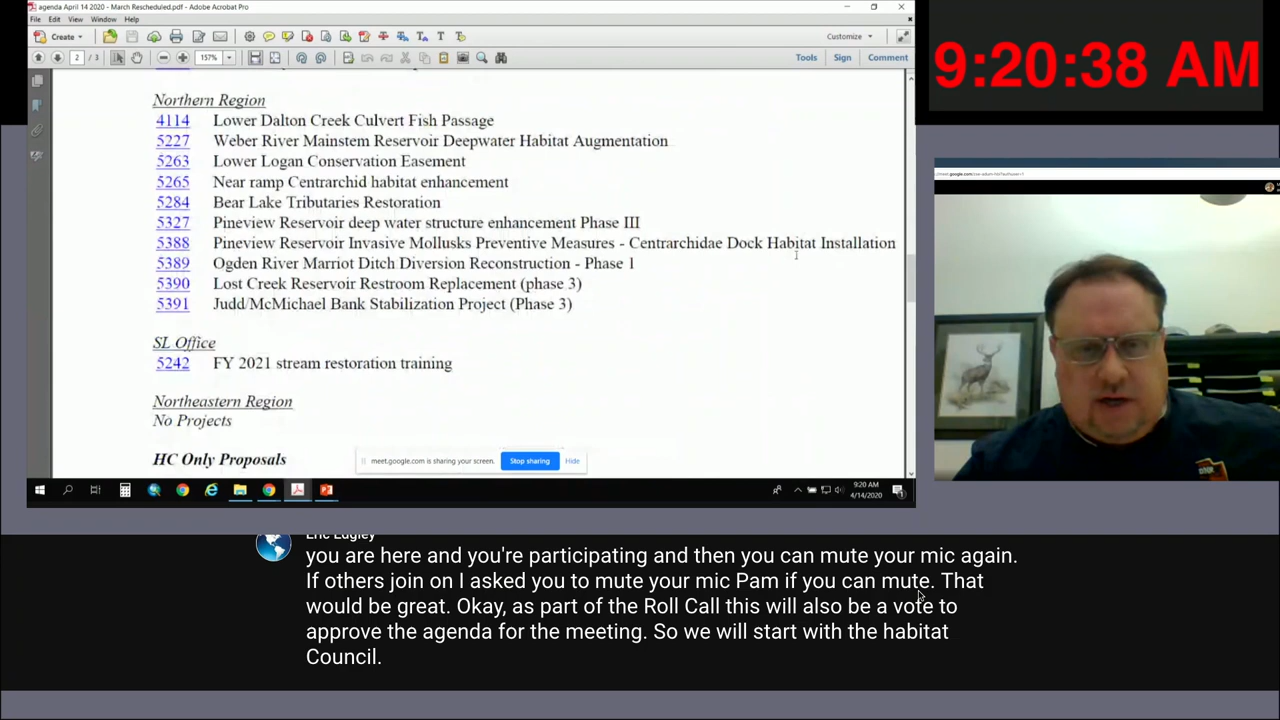 agenda April 14 2020 - March Rescheduled.pdf - Adobe Acrobat Pro
File Edit View Window Help
Create
Customize
2 / 3
157%
Tools Sign Comment
Northern Region
4114 Lower Dalton Creek Culvert Fish Passage
5227 Weber River Mainstem Reservoir Deepwater Habitat Augmentation
5263 Lower Logan Conservation Easement
5265 Near ramp Centrarchid habitat enhancement
5284 Bear Lake Tributaries Restoration
5327 Pineview Reservoir deep water structure enhancement Phase III
5388 Pineview Reservoir Invasive Mollusks Preventive Measures - Centrarchidae Dock Habitat Installation
5389 Ogden River Marriot Ditch Diversion Reconstruction - Phase 1
5390 Lost Creek Reservoir Restroom Replacement (phase 3)
5391 Judd/McMichael Bank Stabilization Project (Phase 3)
SL Office
5242 FY 2021 stream restoration training
Northeastern Region
No Projects
HC Only Proposals
meet.google.com is sharing your screen. Stop sharing Hide
9:20 AM
4/14/2020
9:20:38 AM
you are here and you're participating and then you can mute your mic again.
If others join on I asked you to mute your mic Pam if you can mute. That
would be great. Okay, as part of the Roll Call this will also be a vote to
approve the agenda for the meeting. So we will start with the habitat
Council.